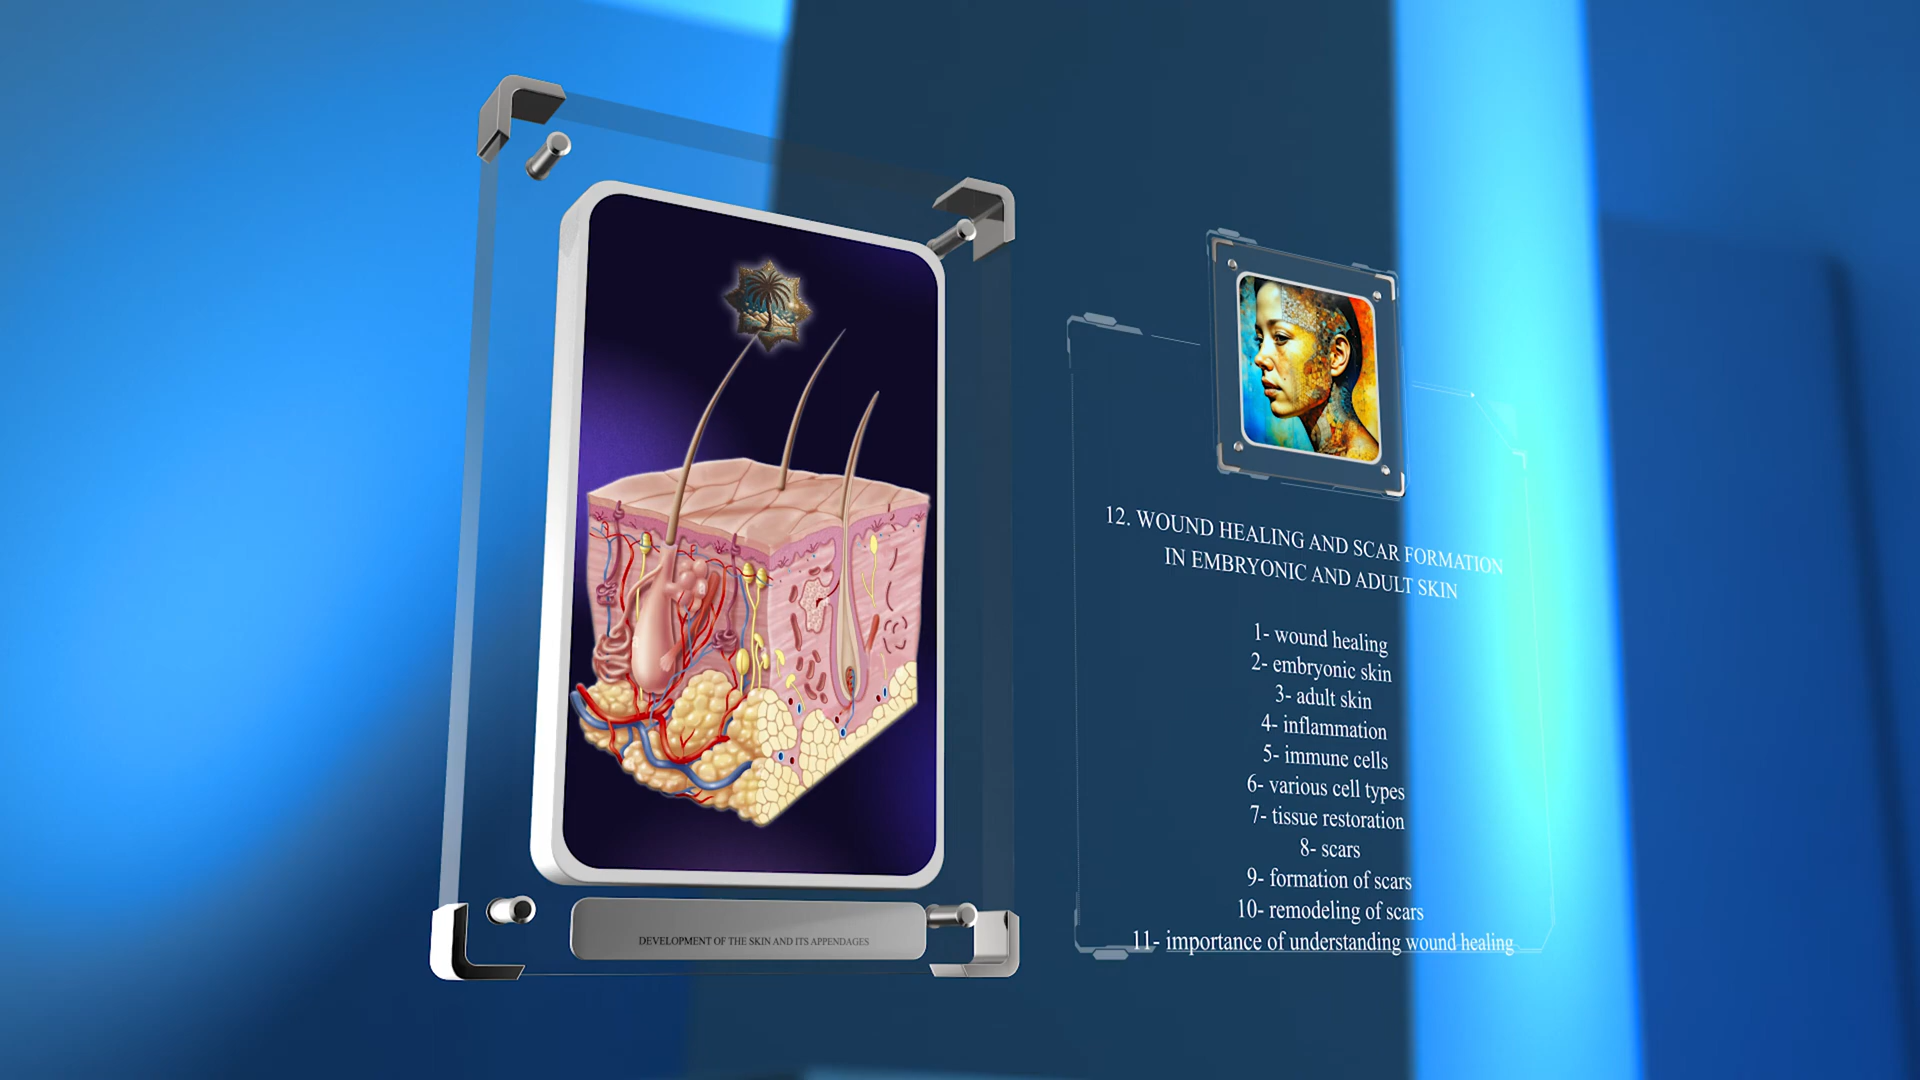 DEVELOPMENT OF THE SKIN AND ITS APPENDAGES
12. WOUND HEALING AND SCAR FORMATION
IN EMBRYONIC AND ADULT SKIN
1- wound healing
2- embryonic skin
3- adult skin
4- inflammation
5- immune cells
6- various cell types
7- tissue restoration
8- scars
9- formation of scars
10- remodeling of scars
11- importance of understanding wound healing